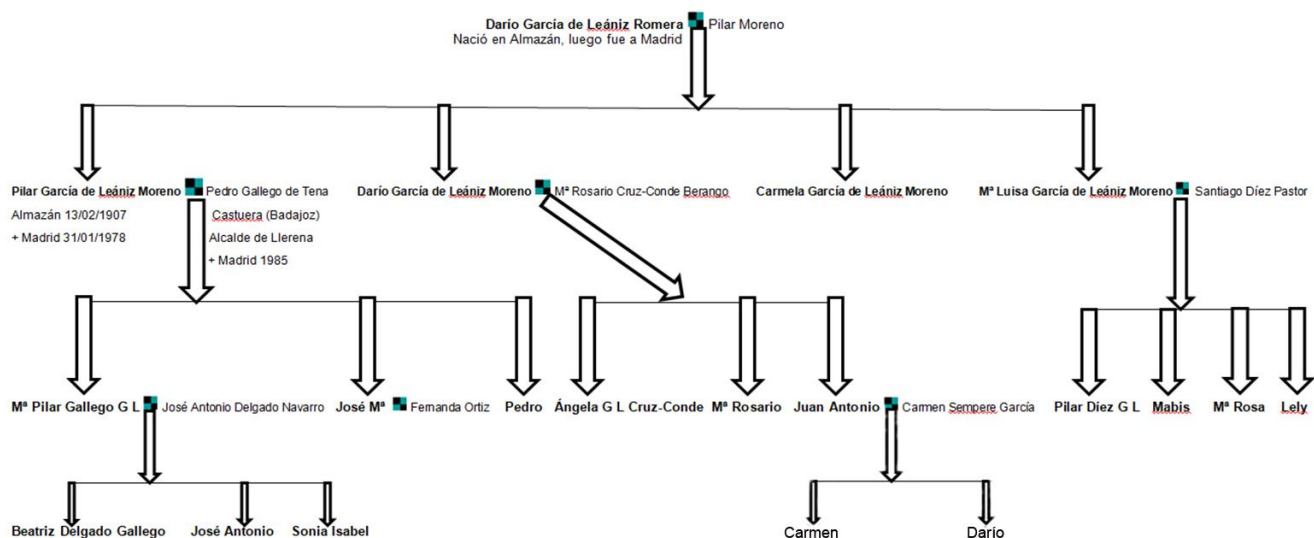 Darío García de Leániz Romera Pilar Moreno
Nació en Almazán, luego fue a Madrid
Pilar García de Leániz Moreno Pedro Gallego de Tena Darío García de Leániz Moreno Mª Rosario Cruz-Conde Berango Carmela García de Leániz Moreno Mª Luisa García de Leániz Moreno Santiago Díez Pastor
Almazán 13/02/1907 Castuera (Badajoz)
+ Madrid 31/01/1978 Alcalde de Llerena
+ Madrid 1985
Mª Pilar Gallego G L José Antonio Delgado Navarro José Mª Fernanda Ortiz Pedro Ángela G L Cruz-Conde Mª Rosario Juan Antonio Carmen Sempere García Pilar Díez G L Mabis Mª Rosa Lely
Beatriz Delgado Gallego José Antonio Sonia Isabel Carmen Darío